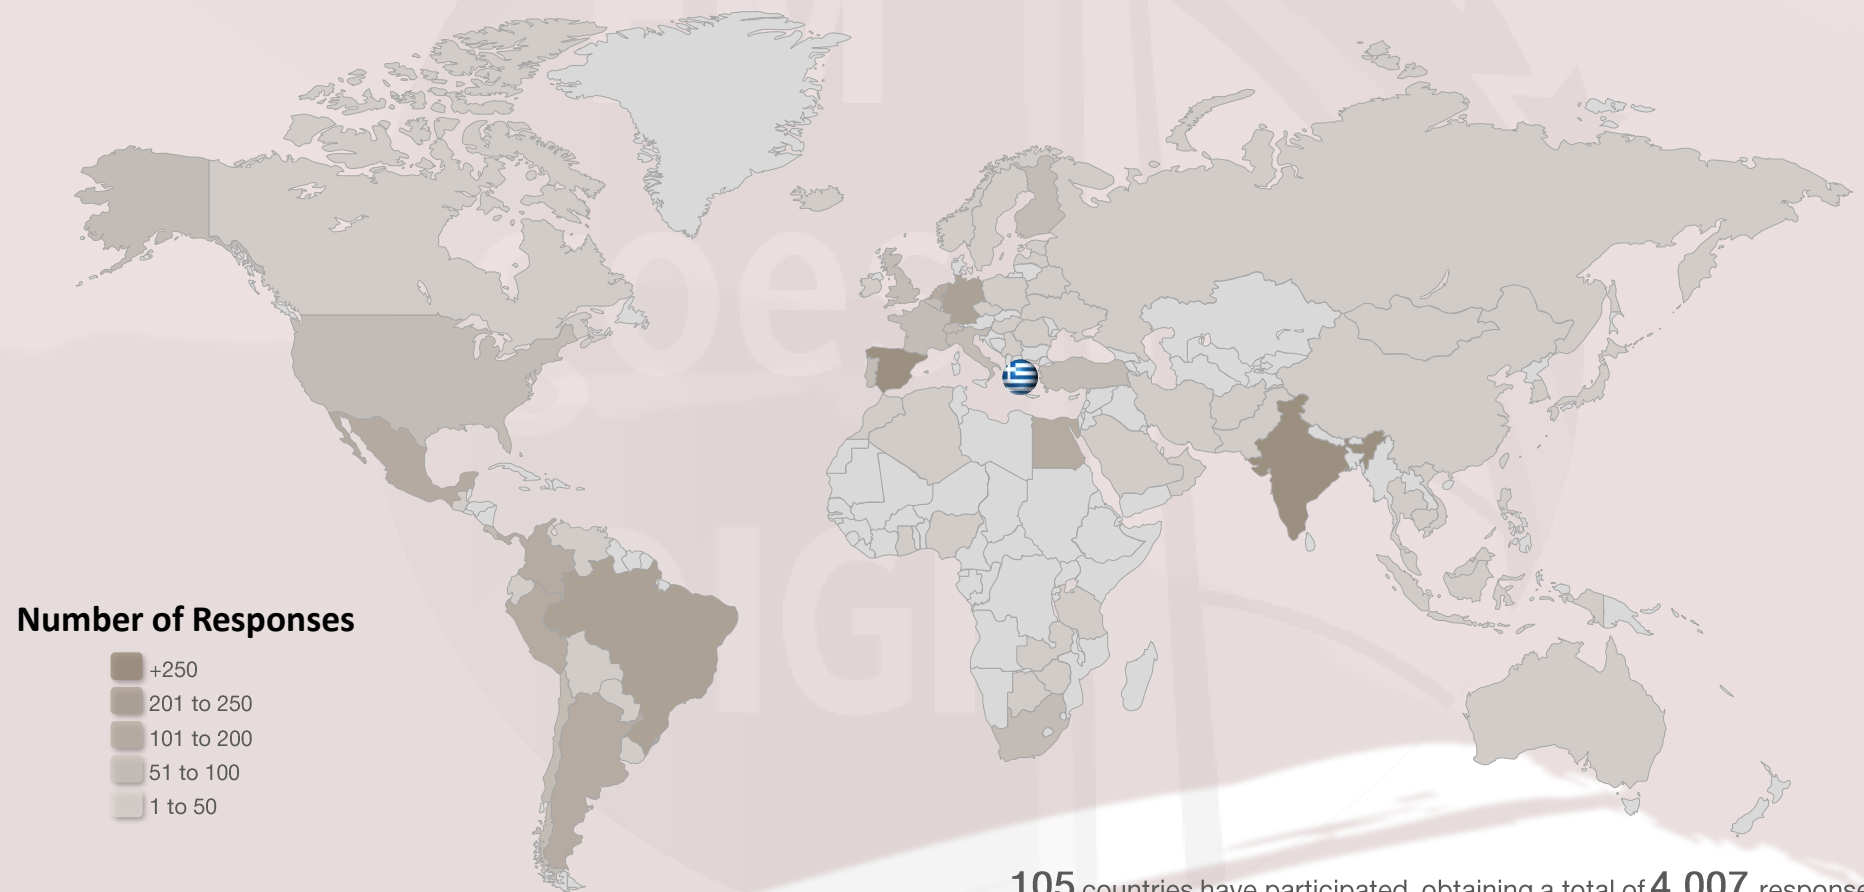 Number of Responses
+250
201 to 250
101 to 200
51 to 100
1 to 50
105 countries have participated, obtaining a total of 4,007